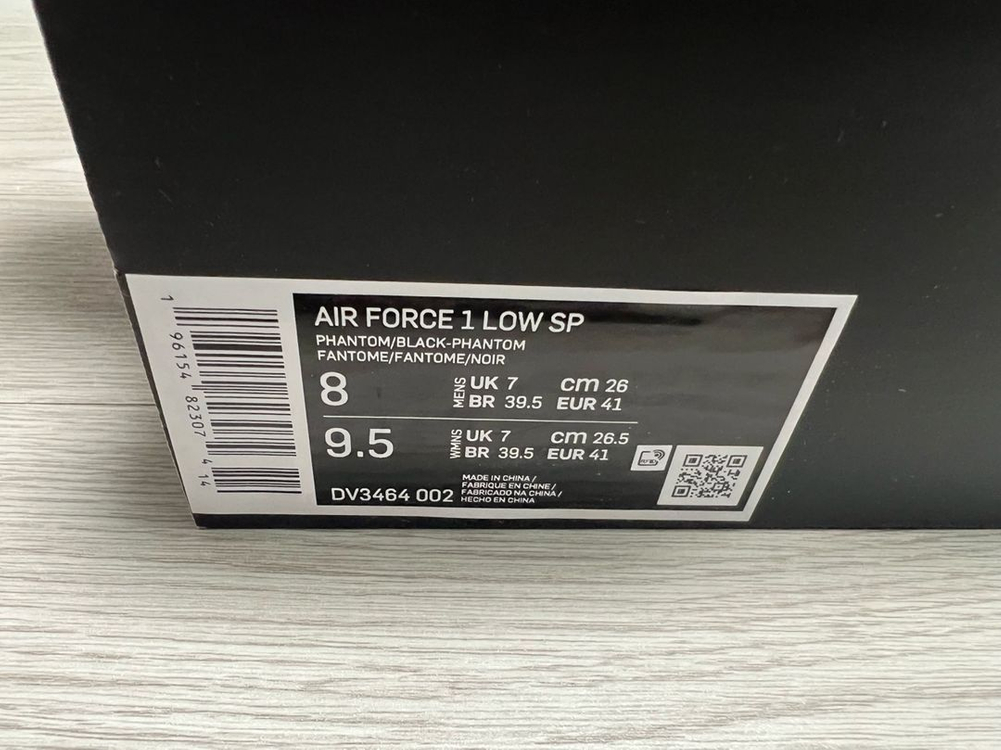 1 96154 82307 4 14
AIR FORCE 1 LOW SP
PHANTOM/BLACK-PHANTOM
FANTOME/FANTOME/NOIR
8 MENS UK 7 cm 26
BR 39.5 EUR 41
9.5 WMNS UK 7 cm 26.5
BR 39.5 EUR 41
DV3464 002
MADE IN CHINA /
FABRIQUE EN CHINE /
FABRICADO NA CHINA /
HECHO EN CHINA